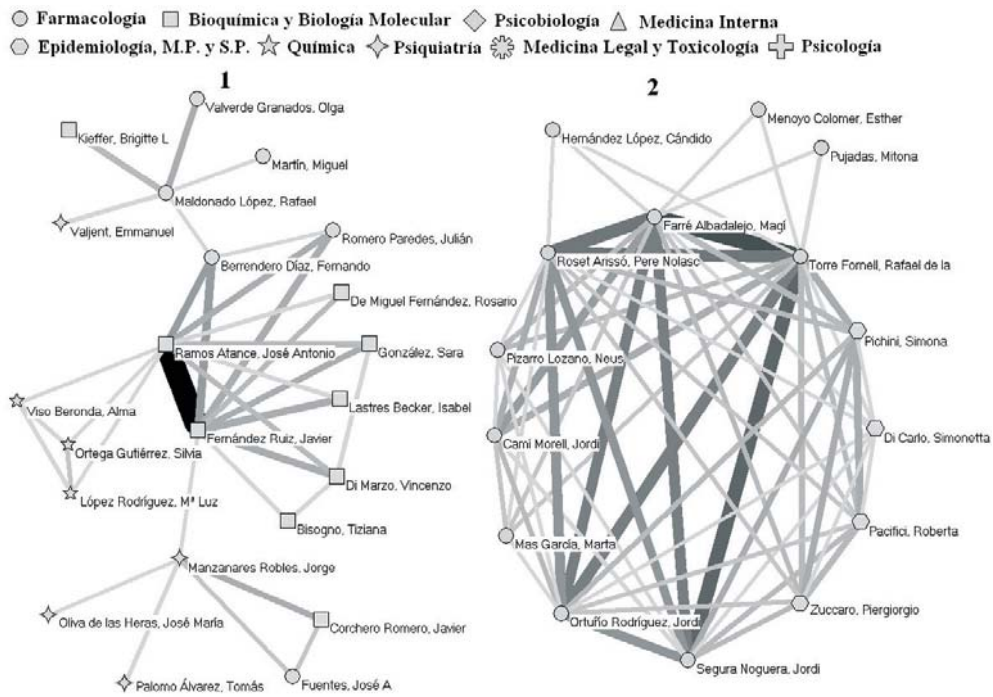 Farmacología Bioquímica y Biología Molecular Psicobiología Medicina Interna
Epidemiología, M.P. y S.P. Química Psiquiatría Medicina Legal y Toxicología Psicología
1
Valverde Granados, Olga
Kieffer, Brigitte L
Martín, Miguel
Maldonado López, Rafael
Valjent, Emmanuel
Romero Paredes, Julián
Berrendero Díaz, Fernando
De Miguel Fernández, Rosario
Ramos Atance, José Antonio
González, Sara
Viso Beronda, Alma
Lastres Becker, Isabel
Fernández Ruiz, Javier
Ortega Gutiérrez, Silvia
Di Marzo, Vincenzo
López Rodríguez, Mª Luz
Bisogno, Tiziana
Manzanares Robles, Jorge
Oliva de las Heras, José María
Corchero Romero, Javier
Palomo Álvarez, Tomás
Fuentes, José A
2
Menoyo Colomer, Esther
Hernández López, Cándido
Pujadas, Mitona
Farré Albadalejo, Magí
Roset Arissó, Pere Nolasc
Torre Fornell, Rafael de la
Pichini, Simona
Pizarro Lozano, Neus
Di Carlo, Simonetta
Cami Morell, Jordi
Pacifici, Roberta
Mas García, Marta
Zuccaro, Piergiorgio
Ortuño Rodríguez, Jordi
Segura Noguera, Jordi